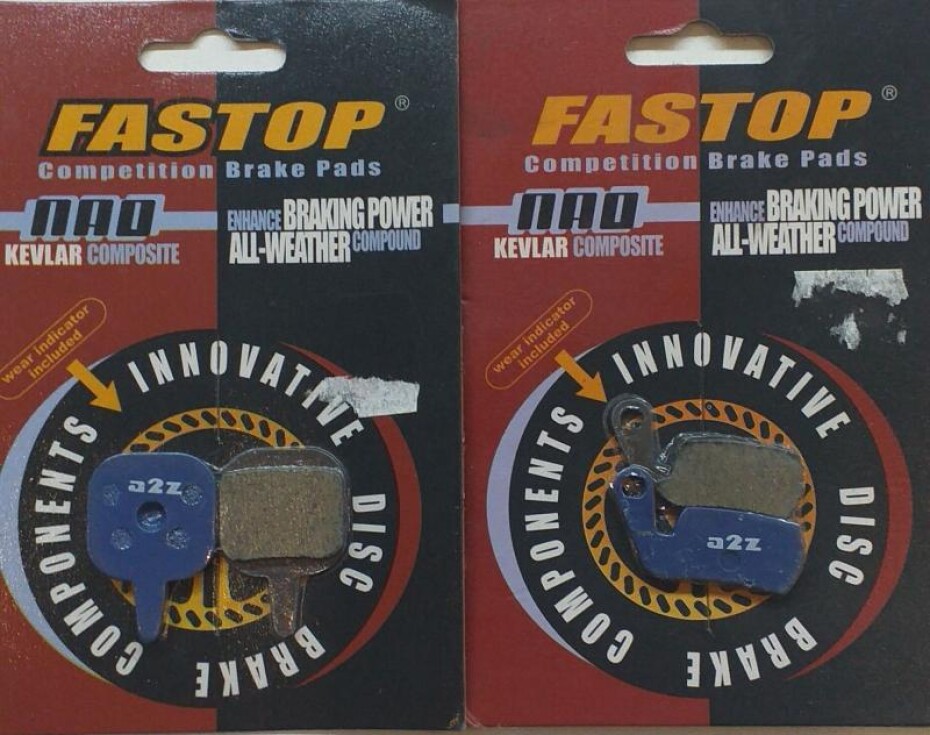 FASTOP®
Competition Brake Pads
NAO
KEVLAR COMPOSITE
ENHANCE BRAKING POWER
ALL-WEATHER COMPOUND
wear indicator
included
INNOVATIVE DISC BRAKE COMPONENTS
a2z
FASTOP®
Competition Brake Pads
NAO
KEVLAR COMPOSITE
ENHANCE BRAKING POWER
ALL-WEATHER COMPOUND
wear indicator
included
INNOVATIVE DISC BRAKE COMPONENTS
a2z